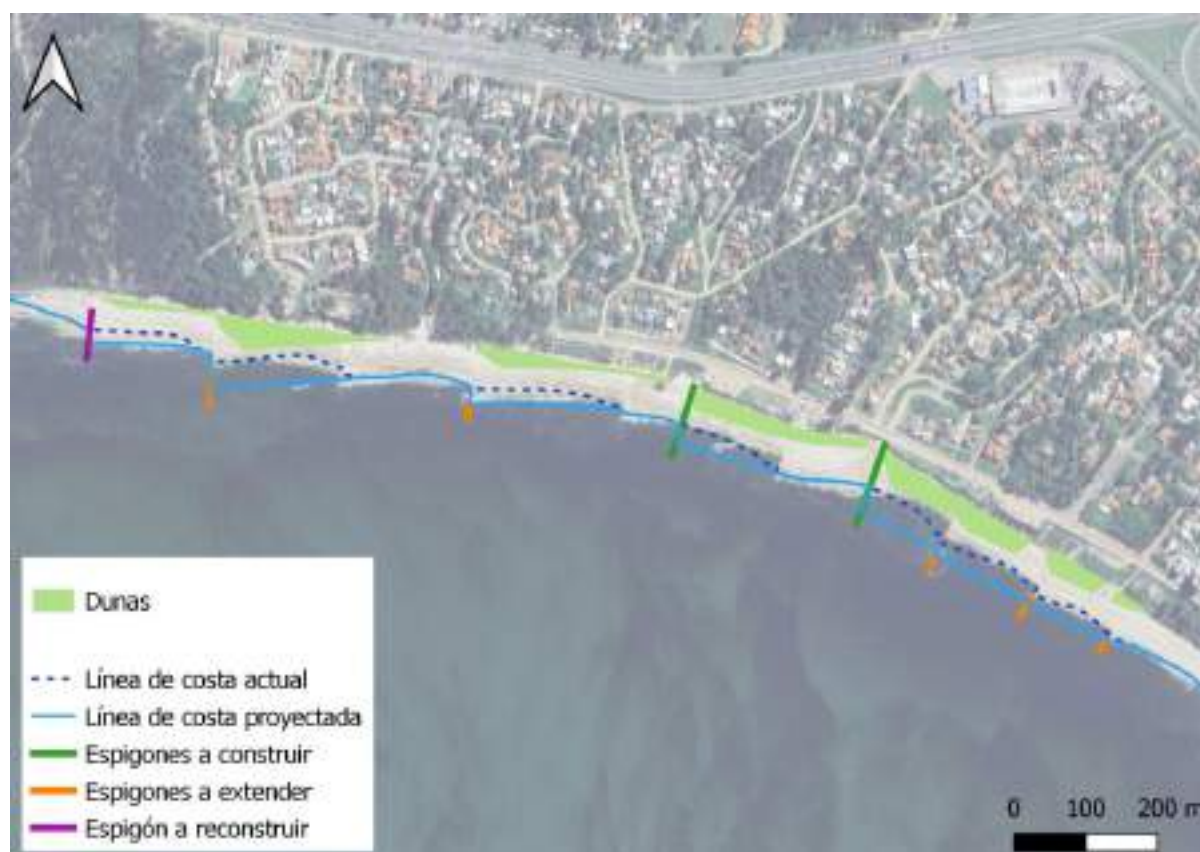 Dunas
Línea de costa actual
Línea de costa proyectada
Espigones a construir
Espigones a extender
Espigón a reconstruir
0 100 200 m